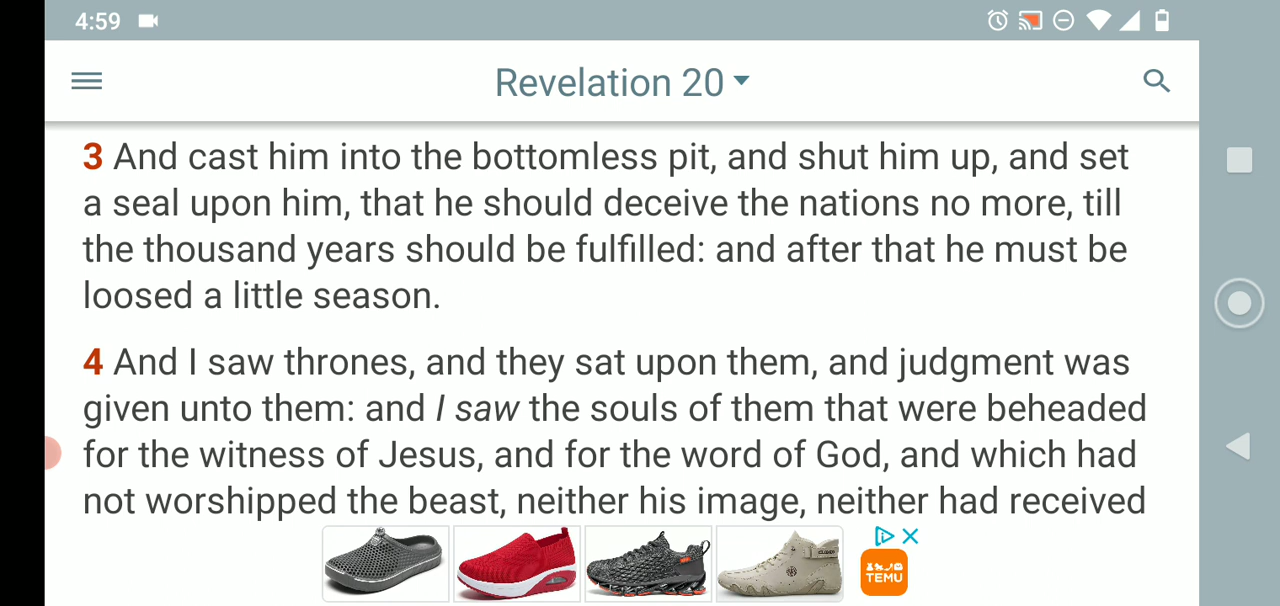 4:59
Revelation 20
3 And cast him into the bottomless pit, and shut him up, and set
a seal upon him, that he should deceive the nations no more, till
the thousand years should be fulfilled: and after that he must be
loosed a little season.
4 And I saw thrones, and they sat upon them, and judgment was
given unto them: and I saw the souls of them that were beheaded
for the witness of Jesus, and for the word of God, and which had
not worshipped the beast, neither his image, neither had received
TEMU